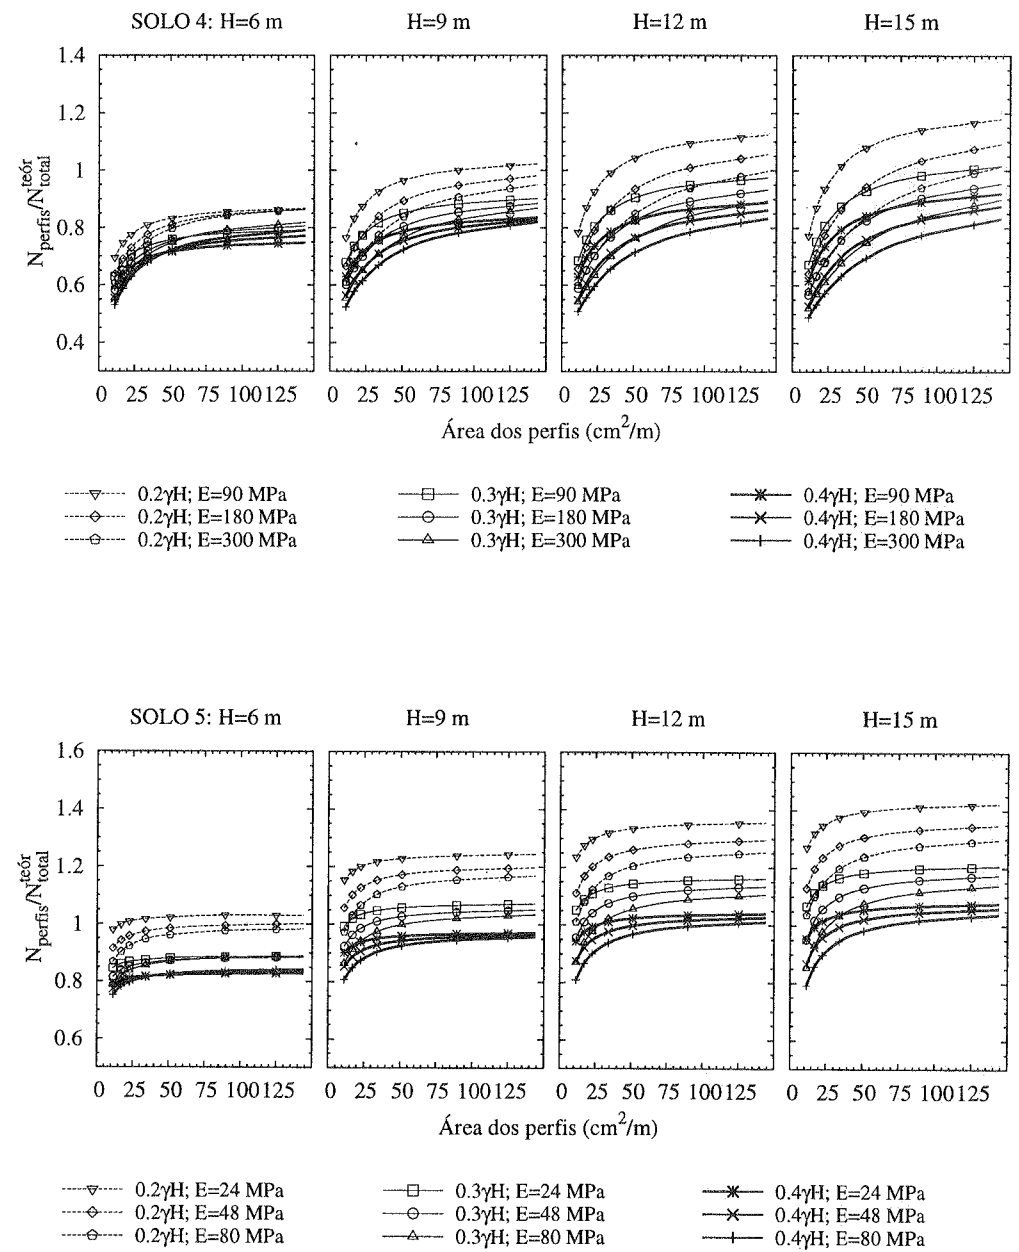 SOLO 4: H=6 m H=9 m H=12 m H=15 m
1.4
1.2
1
0.8
0.6
0.4
N_perfis/N_total^teór
0 25 50 75 100125 0 25 50 75 100125 0 25 50 75 100125 0 25 50 75 100125
Área dos perfis (cm²/m)
0.2γH; E=90 MPa 0.3γH; E=90 MPa 0.4γH; E=90 MPa
0.2γH; E=180 MPa 0.3γH; E=180 MPa 0.4γH; E=180 MPa
0.2γH; E=300 MPa 0.3γH; E=300 MPa 0.4γH; E=300 MPa
SOLO 5: H=6 m H=9 m H=12 m H=15 m
1.6
1.4
1.2
1
0.8
0.6
N_perfis/N_total^teór
0 25 50 75 100125 0 25 50 75 100125 0 25 50 75 100125 0 25 50 75 100125
Área dos perfis (cm²/m)
0.2γH; E=24 MPa 0.3γH; E=24 MPa 0.4γH; E=24 MPa
0.2γH; E=48 MPa 0.3γH; E=48 MPa 0.4γH; E=48 MPa
0.2γH; E=80 MPa 0.3γH; E=80 MPa 0.4γH; E=80 MPa